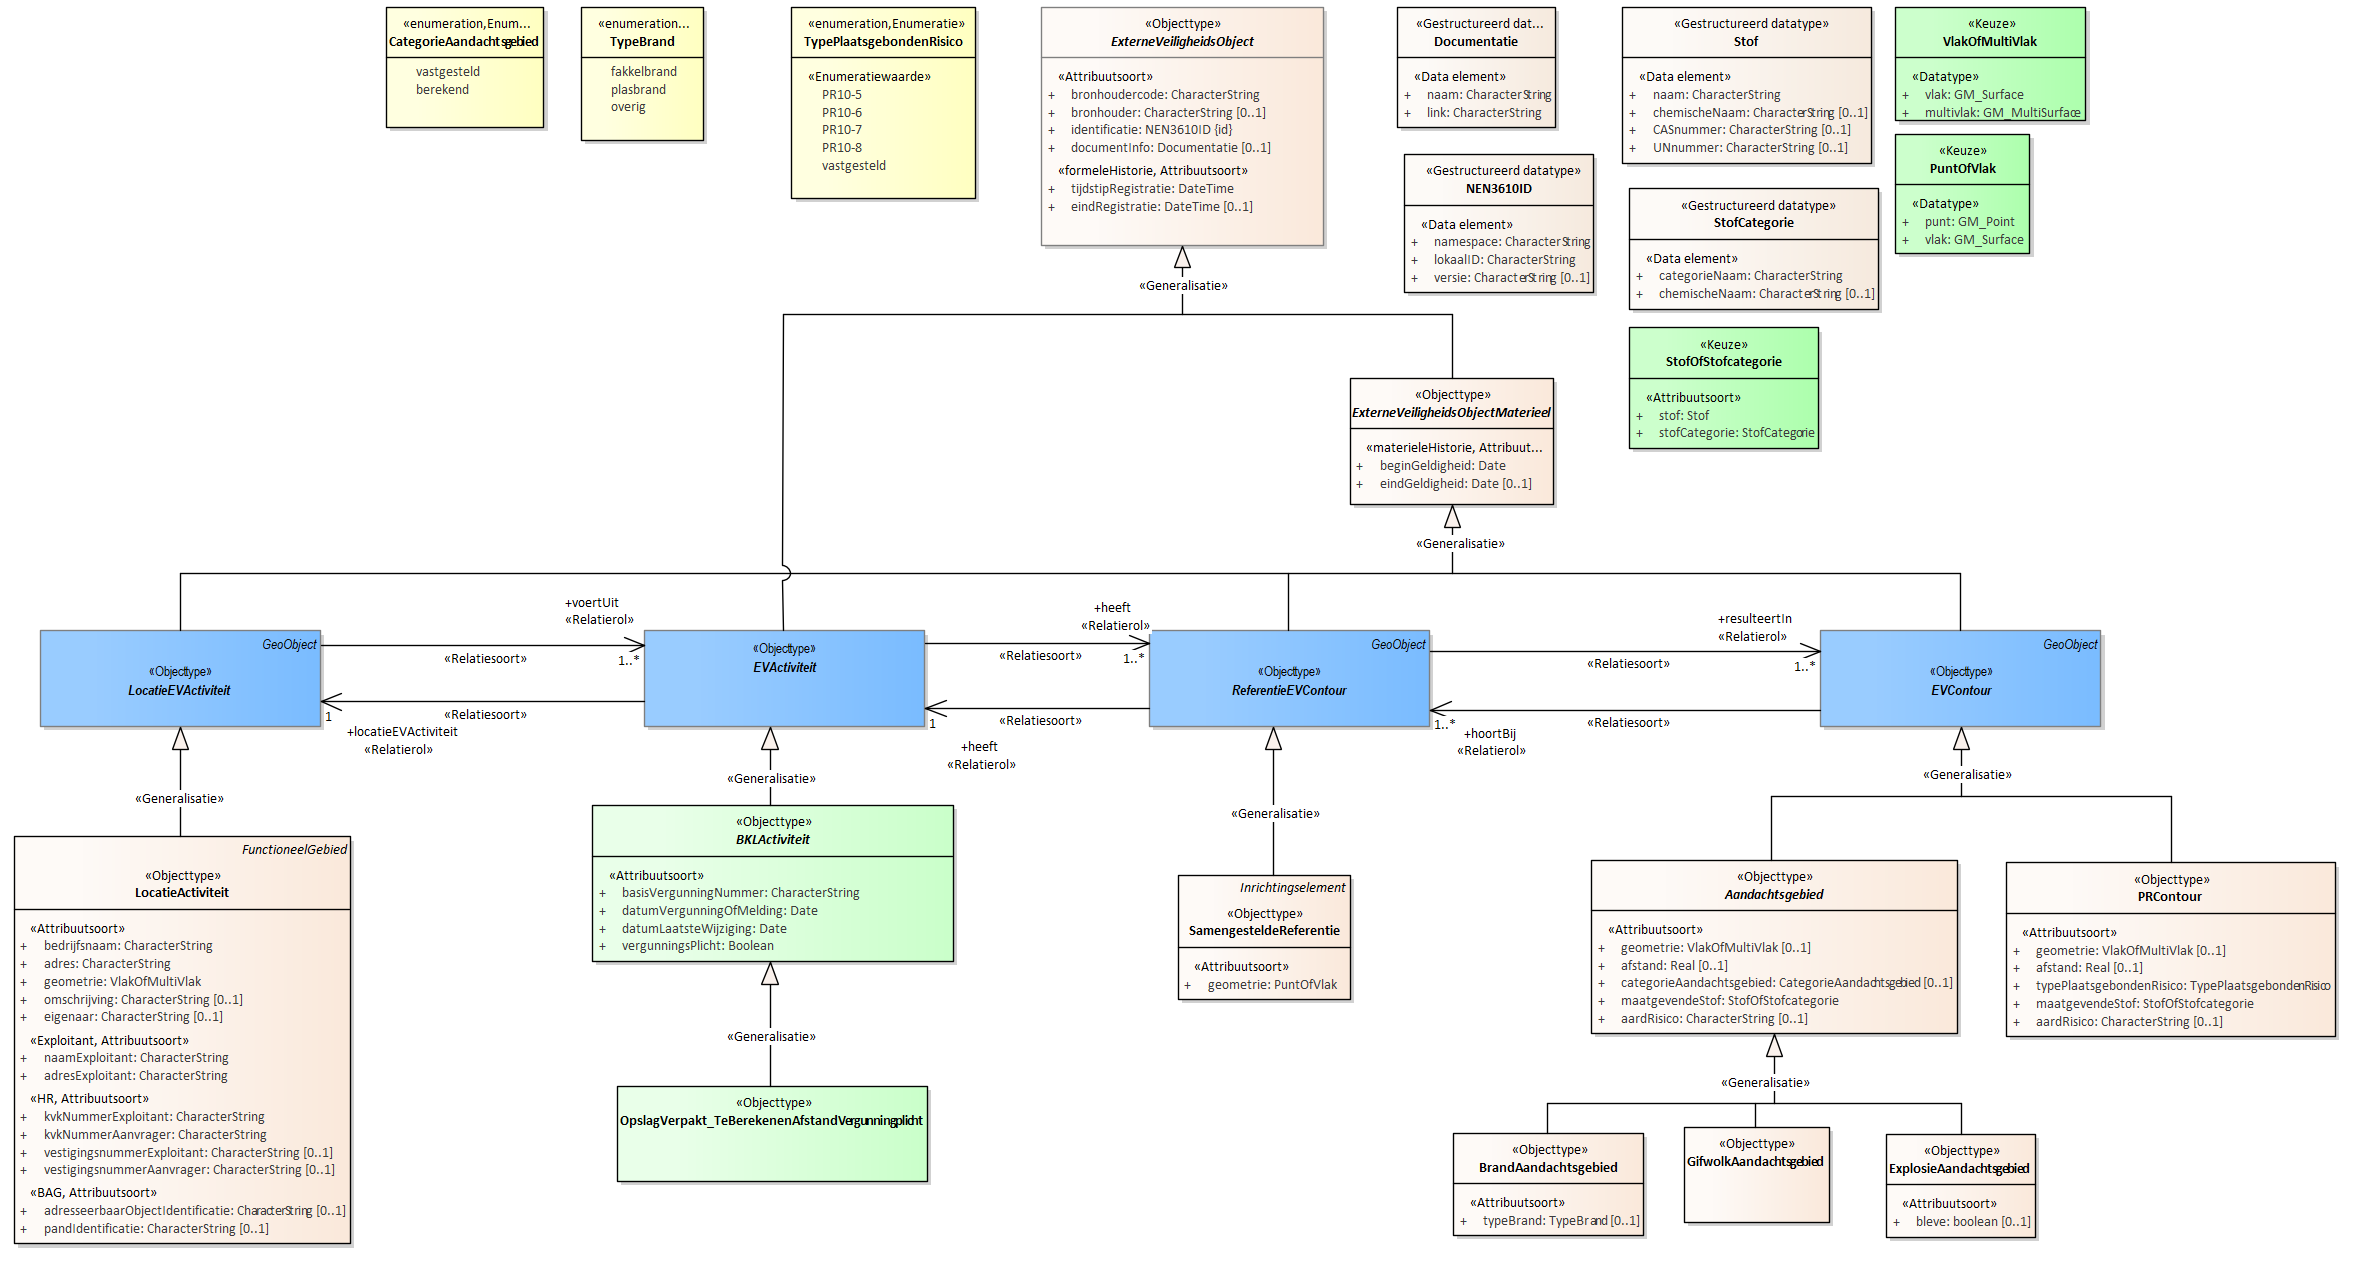 «enumeration,Enum...
CategorieAandachtsgebied
vastgesteld
berekend
«enumeration...
TypeBrand
fakkelbrand
plasbrand
overig
«enumeration,Enumeratie»
TypePlaatsgebondenRisico
«Enumeratiewaarde»
PR10-5
PR10-6
PR10-7
PR10-8
vastgesteld
«Objecttype»
ExterneVeiligheidsObject
«Attribuutsoort»
+ bronhoudercode: CharacterString
+ bronhouder: CharacterString [0..1]
+ identificatie: NEN3610ID {id}
+ documentInfo: Documentatie [0..1]
«formeleHistorie, Attribuutsoort»
+ tijdstipRegistratie: DateTime
+ eindRegistratie: DateTime [0..1]
«Gestructureerd dat...
Documentatie
«Data element»
+ naam: CharacterString
+ link: CharacterString
«Gestructureerd datatype»
NEN3610ID
«Data element»
+ namespace: CharacterString
+ lokaalID: CharacterString
+ versie: CharacterString [0..1]
«Gestructureerd datatype»
Stof
«Data element»
+ naam: CharacterString
+ chemischeNaam: CharacterString [0..1]
+ CASnummer: CharacterString [0..1]
+ UNnummer: CharacterString [0..1]
«Gestructureerd datatype»
StofCategorie
«Data element»
+ categorieNaam: CharacterString
+ chemischeNaam: CharacterString [0..1]
«Keuze»
StofOfStofcategorie
«Attribuutsoort»
+ stof: Stof
+ stofCategorie: StofCategorie
«Keuze»
VlakOfMultiVlak
«Datatype»
+ vlak: GM_Surface
+ multivlak: GM_MultiSurface
«Keuze»
PuntOfVlak
«Datatype»
+ punt: GM_Point
+ vlak: GM_Surface
«Generalisatie»
«Objecttype»
ExterneVeiligheidsObjectMaterieel
«materieleHistorie, Attribuut...
+ beginGeldigheid: Date
+ eindGeldigheid: Date [0..1]
«Generalisatie»
GeoObject
«Objecttype»
LocatieEVActiviteit
+voertUit
«Relatierol»
1..*
«Relatiesoort»
«Relatiesoort»
1
+locatieEVActiviteit
«Relatierol»
«Objecttype»
EVActiviteit
+heeft
«Relatierol»
1..*
«Relatiesoort»
«Relatiesoort»
1
+heeft
«Relatierol»
GeoObject
«Objecttype»
ReferentieEVContour
+resulteertIn
«Relatierol»
1..*
«Relatiesoort»
«Relatiesoort»
1..*
+hoortBij
«Relatierol»
GeoObject
«Objecttype»
EVContour
«Generalisatie»
FunctioneelGebied
«Objecttype»
LocatieActiviteit
«Attribuutsoort»
+ bedrijfsnaam: CharacterString
+ adres: CharacterString
+ geometrie: VlakOfMultiVlak
+ omschrijving: CharacterString [0..1]
+ eigenaar: CharacterString [0..1]
«Exploitant, Attribuutsoort»
+ naamExploitant: CharacterString
+ adresExploitant: CharacterString
«HR, Attribuutsoort»
+ kvkNummerExploitant: CharacterString
+ kvkNummerAanvrager: CharacterString
+ vestigingsnummerExploitant: CharacterString [0..1]
+ vestigingsnummerAanvrager: CharacterString [0..1]
«BAG, Attribuutsoort»
+ adresseerbaarObjectIdentificatie: CharacterString [0..1]
+ pandIdentificatie: CharacterString [0..1]
«Generalisatie»
«Objecttype»
BKLActiviteit
«Attribuutsoort»
+ basisVergunningNummer: CharacterString
+ datumVergunningOfMelding: Date
+ datumLaatsteWijziging: Date
+ vergunningsPlicht: Boolean
«Generalisatie»
«Objecttype»
OpslagVerpakt_TeBerekenenAfstandVergunningplicht
«Generalisatie»
Inrichtingselement
«Objecttype»
SamengesteldeReferentie
«Attribuutsoort»
+ geometrie: PuntOfVlak
«Generalisatie»
«Objecttype»
Aandachtsgebied
«Attribuutsoort»
+ geometrie: VlakOfMultiVlak [0..1]
+ afstand: Real [0..1]
+ categorieAandachtsgebied: CategorieAandachtsgebied [0..1]
+ maatgevendeStof: StofOfStofcategorie
+ aardRisico: CharacterString [0..1]
«Objecttype»
PRContour
«Attribuutsoort»
+ geometrie: VlakOfMultiVlak [0..1]
+ afstand: Real [0..1]
+ typePlaatsgebondenRisico: TypePlaatsgebondenRisico
+ maatgevendeStof: StofOfStofcategorie
+ aardRisico: CharacterString [0..1]
«Generalisatie»
«Objecttype»
BrandAandachtsgebied
«Attribuutsoort»
+ typeBrand: TypeBrand [0..1]
«Objecttype»
GifwolkAandachtsgebied
«Objecttype»
ExplosieAandachtsgebied
«Attribuutsoort»
+ bleve: boolean [0..1]